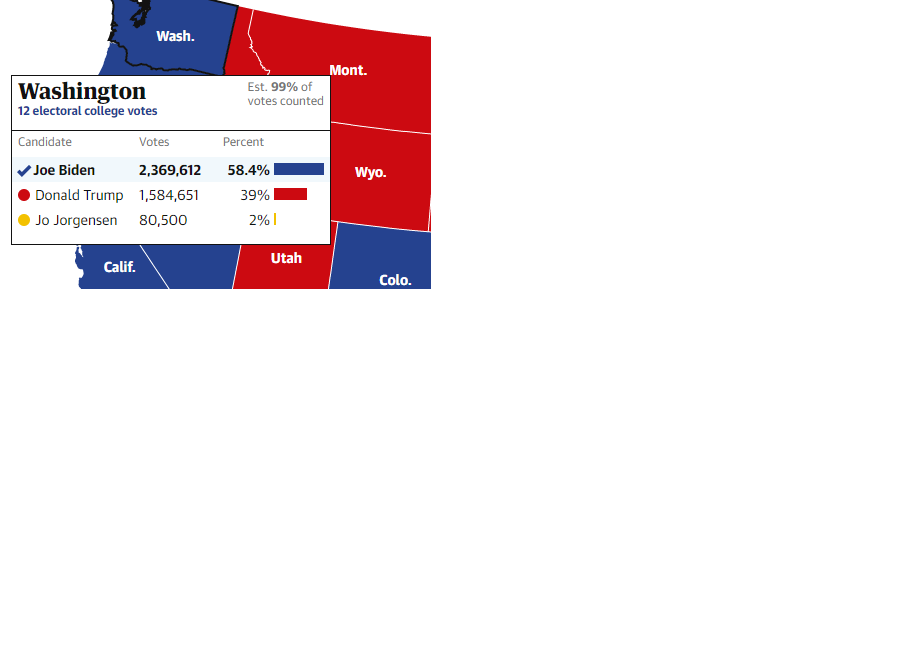 Wash.
Mont.
Washington
12 electoral college votes
Est. 99% of
votes counted
Candidate Votes Percent
Joe Biden 2,369,612 58.4%
Donald Trump 1,584,651 39%
Jo Jorgensen 80,500 2%
Wyo.
Calif.
Utah
Colo.